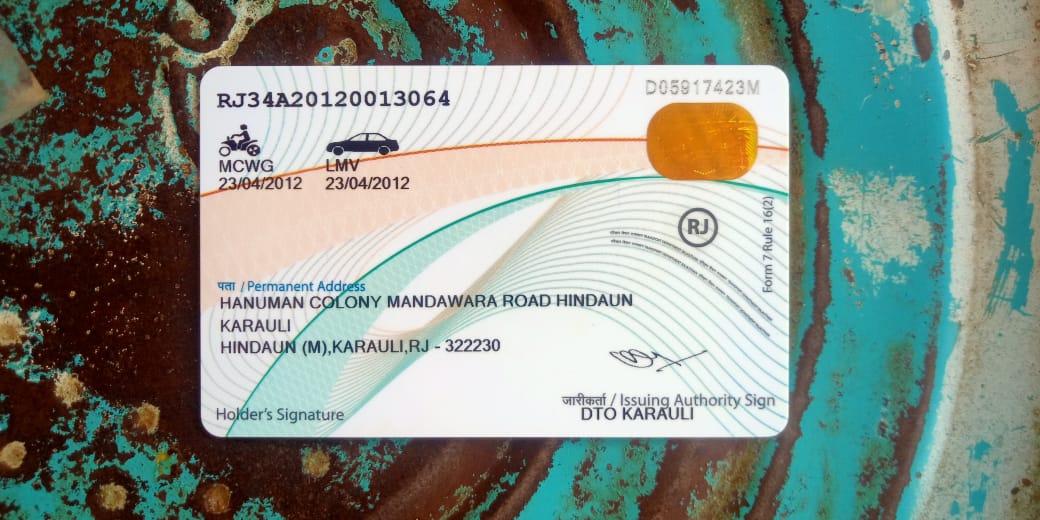 RJ34A20120013064
D05917423M
MCWG
23/04/2012
LMV
23/04/2012
RJ
Form 7 Rule 16(2)
पता / Permanent Address
HANUMAN COLONY MANDAWARA ROAD HINDAUN
KARAULI
HINDAUN (M),KARAULI,RJ - 322230
Holder's Signature
जारीकर्ता / Issuing Authority Sign
DTO KARAULI